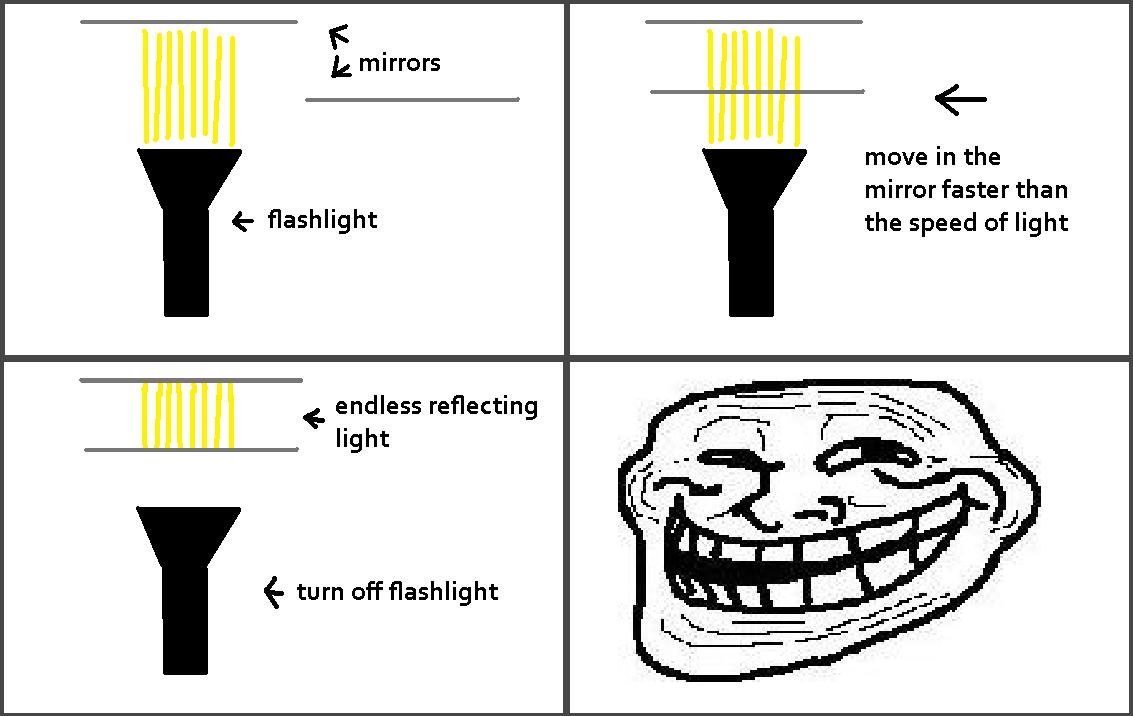 mirrors
flashlight
move in the
mirror faster than
the speed of light
endless reflecting
light
turn off flashlight